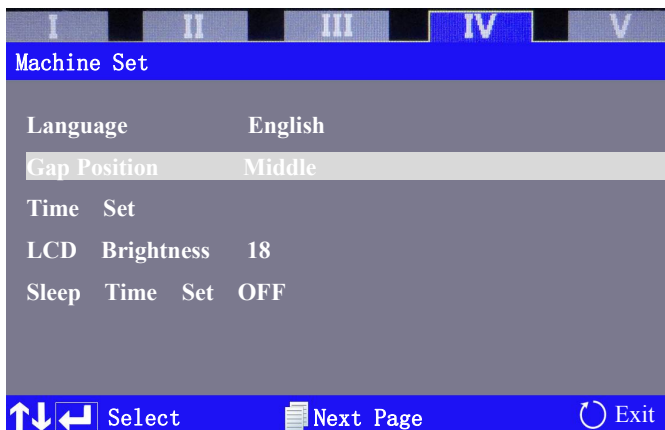 I II III IV V
Machine Set
Language English
Gap Position Middle
Time Set
LCD Brightness 18
Sleep Time Set OFF
Select Next Page Exit